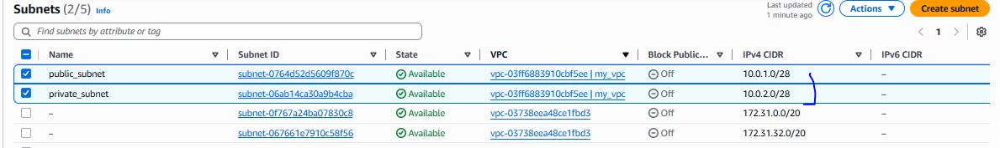 Subnets (2/5) Info
Last updated
1 minute ago
Actions
Create subnet
Find subnets by attribute or tag
1
Name Subnet ID State VPC Block Public... IPv4 CIDR IPv6 CIDR
public_subnet subnet-0764d52d5609f870c Available vpc-03ff6883910cbf5ee | my_vpc Off 10.0.1.0/28 –
private_subnet subnet-06ab14ca30a9b4cba Available vpc-03ff6883910cbf5ee | my_vpc Off 10.0.2.0/28 –
– subnet-0f767a24ba07830c8 Available vpc-03738eea48ce1fbd3 Off 172.31.0.0/20 –
– subnet-067661e7910c58f56 Available vpc-03738eea48ce1fbd3 Off 172.31.32.0/20 –